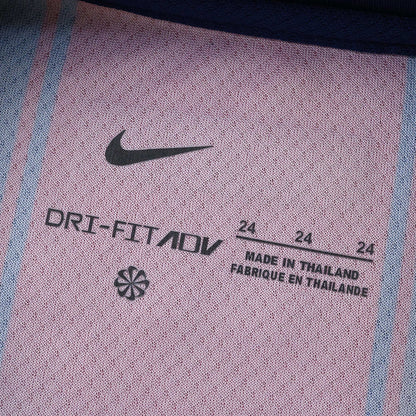 DRI-FIT ADV
24 24 24
MADE IN THAILAND
FABRIQUE EN THAILANDE